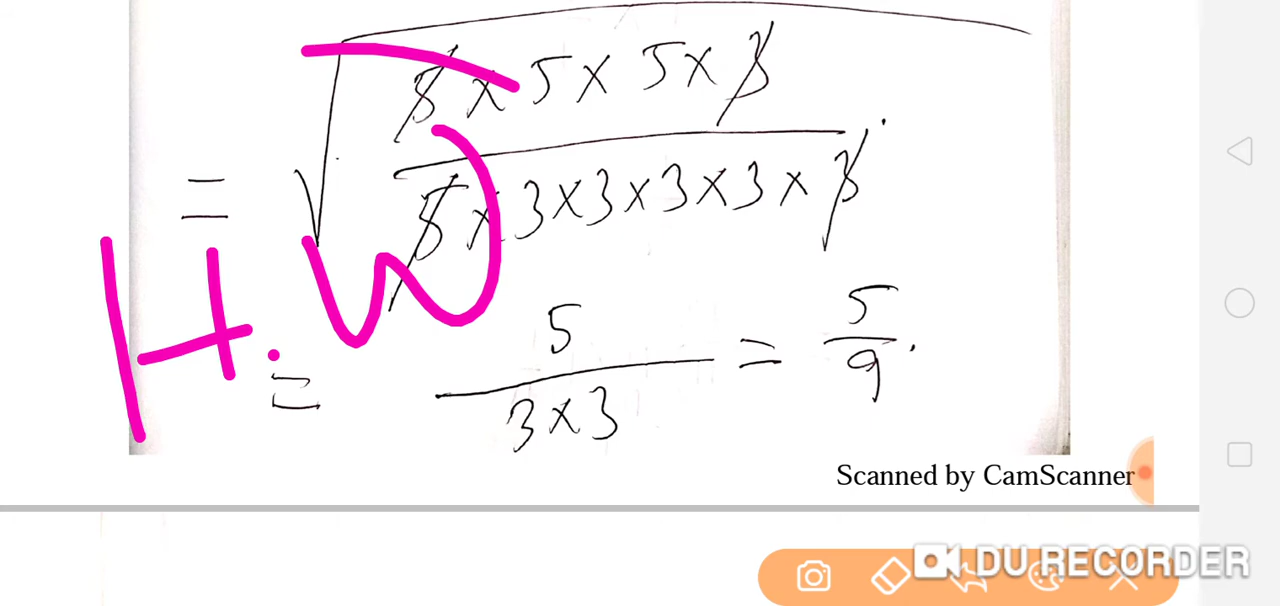 = √ 5 × 5 × 5 × 3
5 × 3 × 3 × 3 × 3 × 3
H.W
= 5 / 3 × 3 = 5 / 9 .
Scanned by CamScanner
DU RECORDER